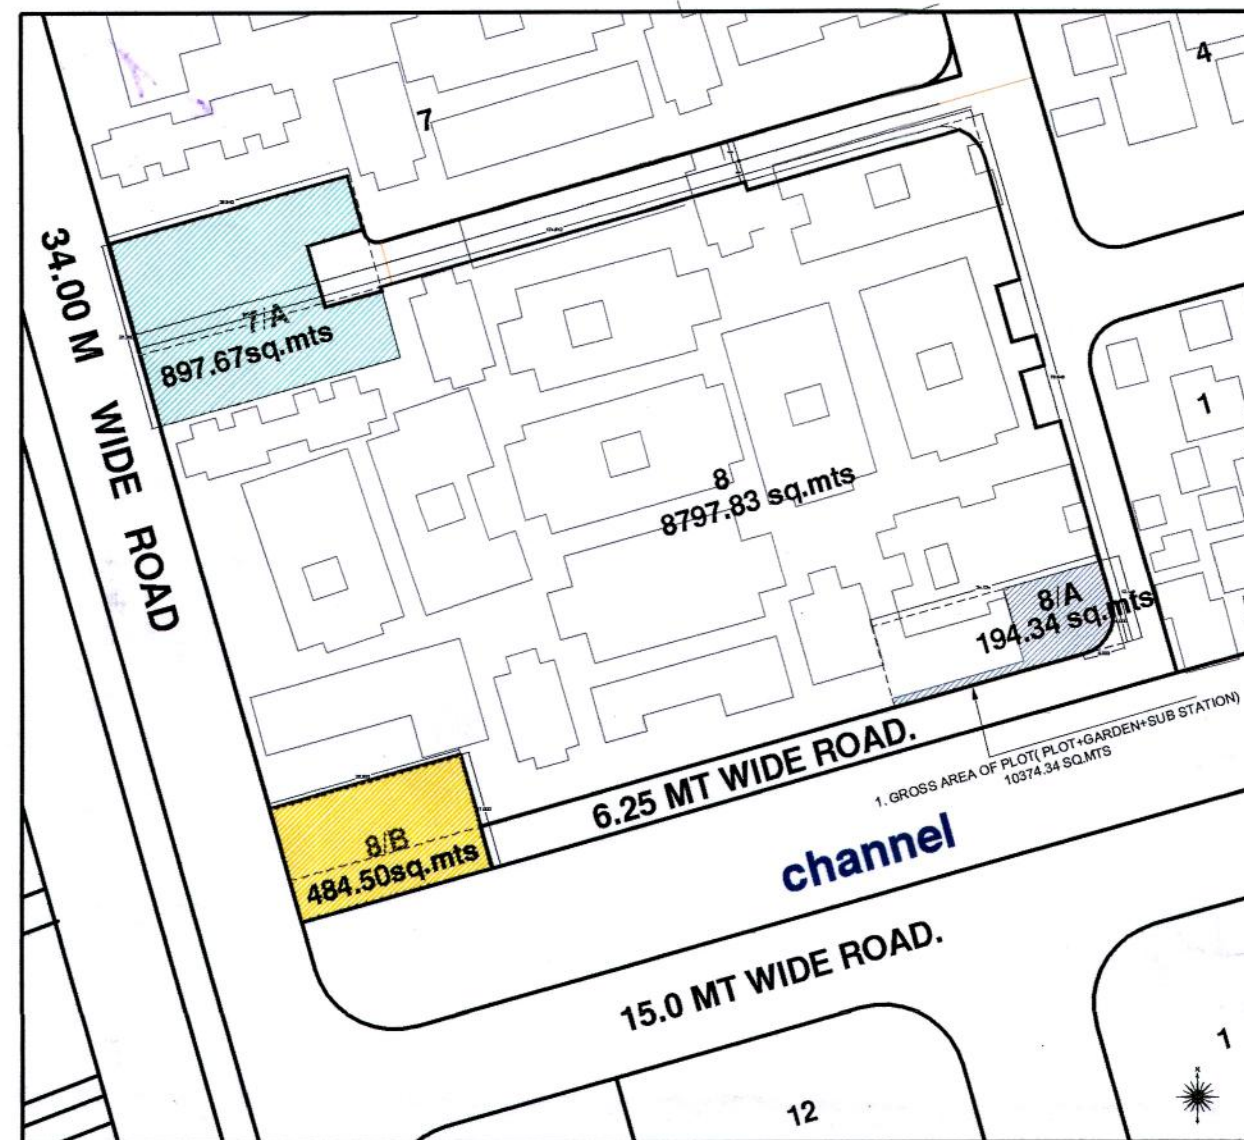 4
7
34.00 M WIDE ROAD
7/A
897.67sq.mts
1
8
8797.83 sq.mts
8/A
194.34 sq.mts
1. GROSS AREA OF PLOT( PLOT+GARDEN+SUB STATION)
10374.34 SQ.MTS
6.25 MT WIDE ROAD.
8/B
484.50sq.mts
channel
15.0 MT WIDE ROAD.
1
12
N